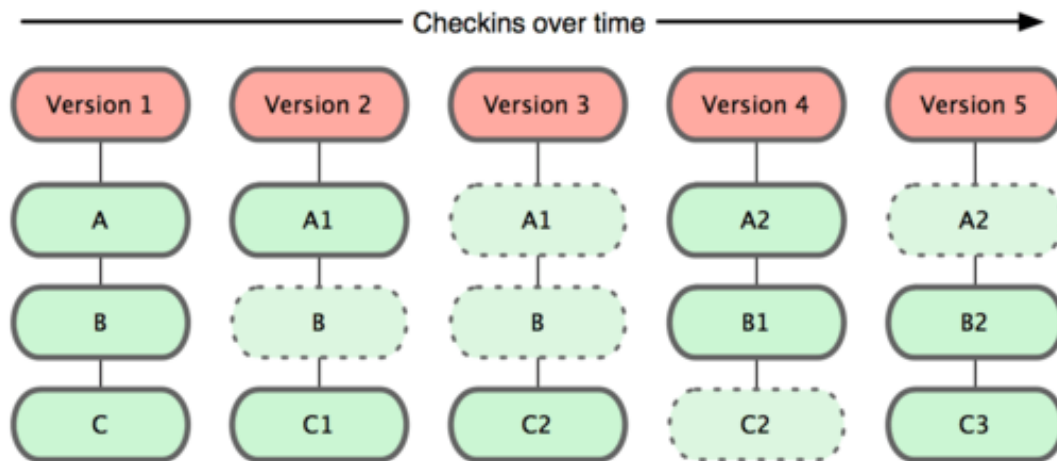 Checkins over time
Version 1 Version 2 Version 3 Version 4 Version 5
A A1 A1 A2 A2
B B B B1 B2
C C1 C2 C2 C3